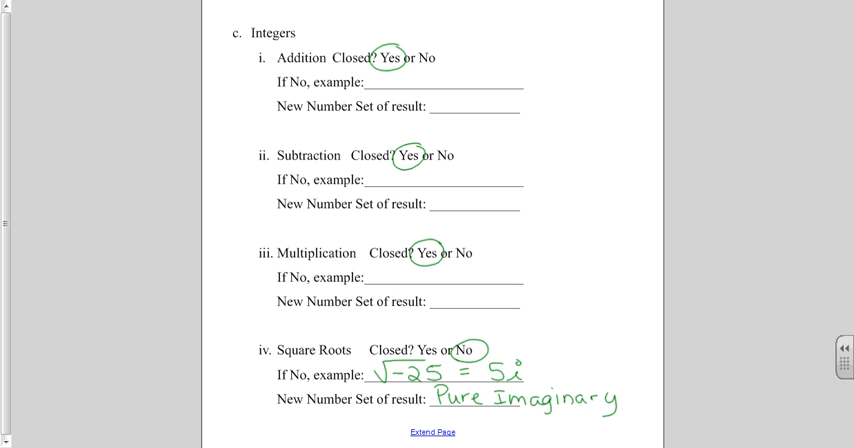 c. Integers
i. Addition Closed? Yes or No
If No, example:
New Number Set of result:
ii. Subtraction Closed? Yes or No
If No, example:
New Number Set of result:
iii. Multiplication Closed? Yes or No
If No, example:
New Number Set of result:
iv. Square Roots Closed? Yes or No
If No, example: √-25 = 5i
New Number Set of result: Pure Imaginary
Extend Page